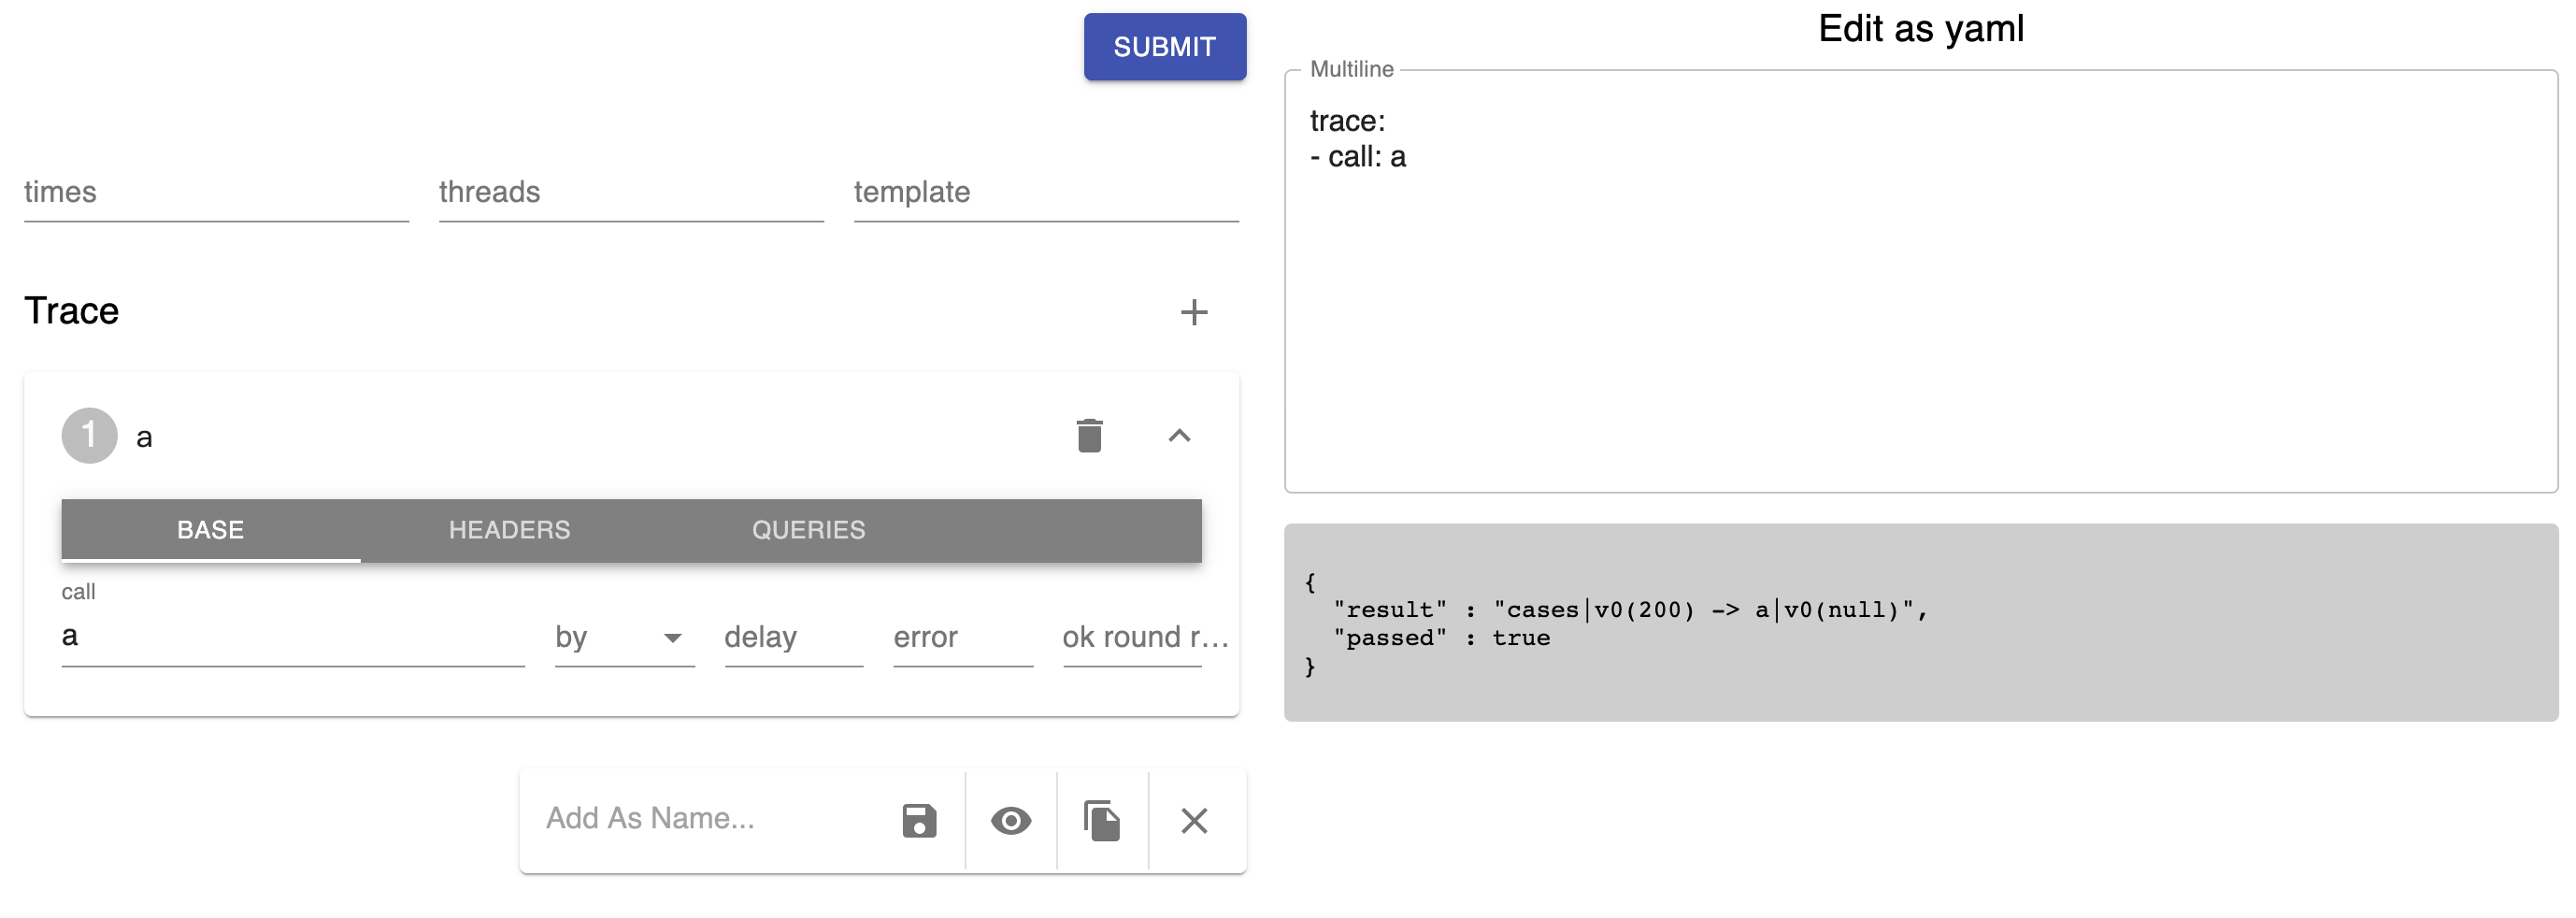 SUBMIT
times
threads
template
Trace
1
a
BASE
HEADERS
QUERIES
call
a
by
delay
error
ok round r...
Add As Name...
Edit as yaml
Multiline
trace:
- call: a
{
"result" : "cases|v0(200) -> a|v0(null)",
"passed" : true
}